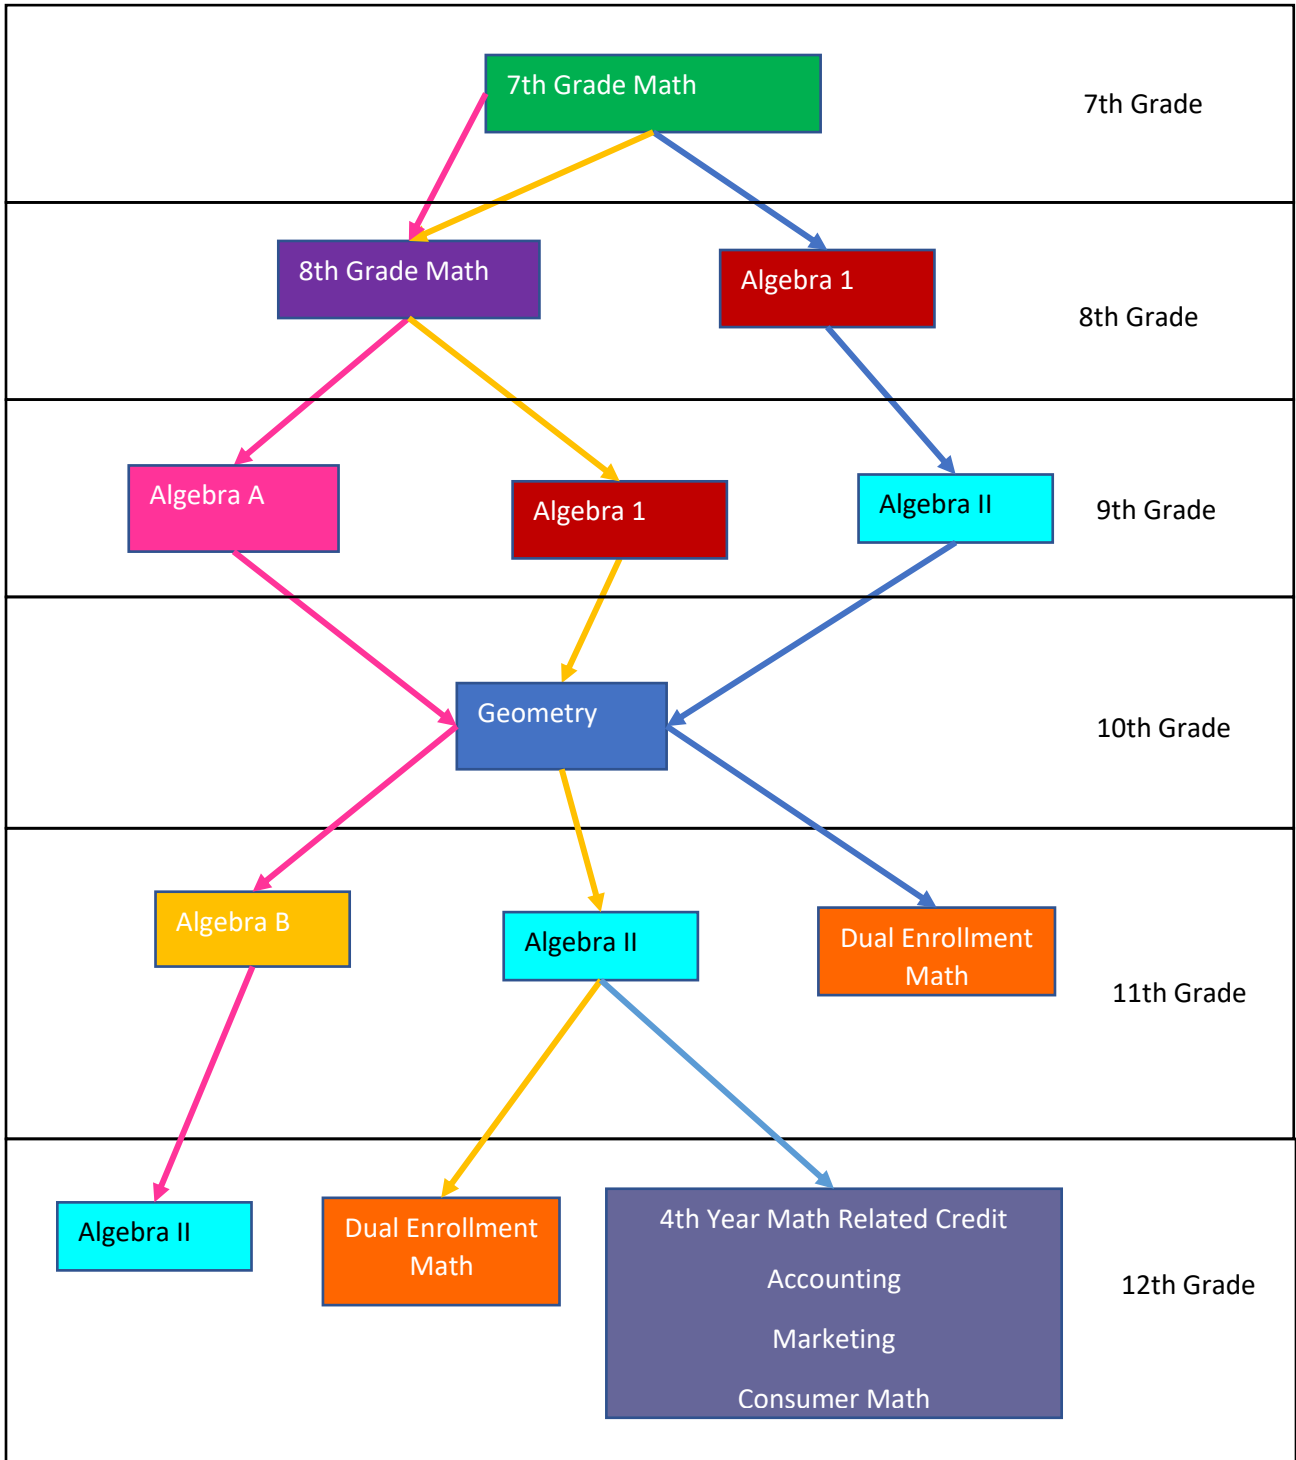 7th Grade Math
7th Grade
8th Grade Math
Algebra 1
8th Grade
Algebra A
Algebra 1
Algebra II
9th Grade
Geometry
10th Grade
Algebra B
Algebra II
Dual Enrollment
Math
11th Grade
Algebra II
Dual Enrollment
Math
4th Year Math Related Credit
Accounting
Marketing
Consumer Math
12th Grade